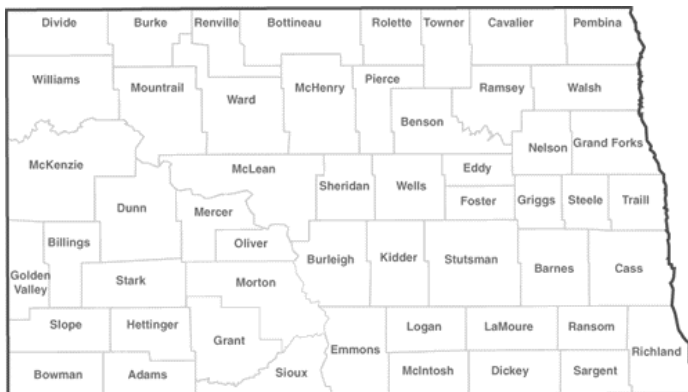 Divide
Burke
Renville
Bottineau
Rolette
Towner
Cavalier
Pembina
Williams
Mountrail
Ward
McHenry
Pierce
Ramsey
Walsh
Benson
McKenzie
McLean
Sheridan
Wells
Eddy
Nelson
Grand Forks
Dunn
Mercer
Foster
Griggs
Steele
Traill
Billings
Oliver
Burleigh
Kidder
Stutsman
Barnes
Cass
Golden
Valley
Stark
Morton
Slope
Hettinger
Grant
Emmons
Logan
LaMoure
Ransom
Richland
Bowman
Adams
Sioux
McIntosh
Dickey
Sargent